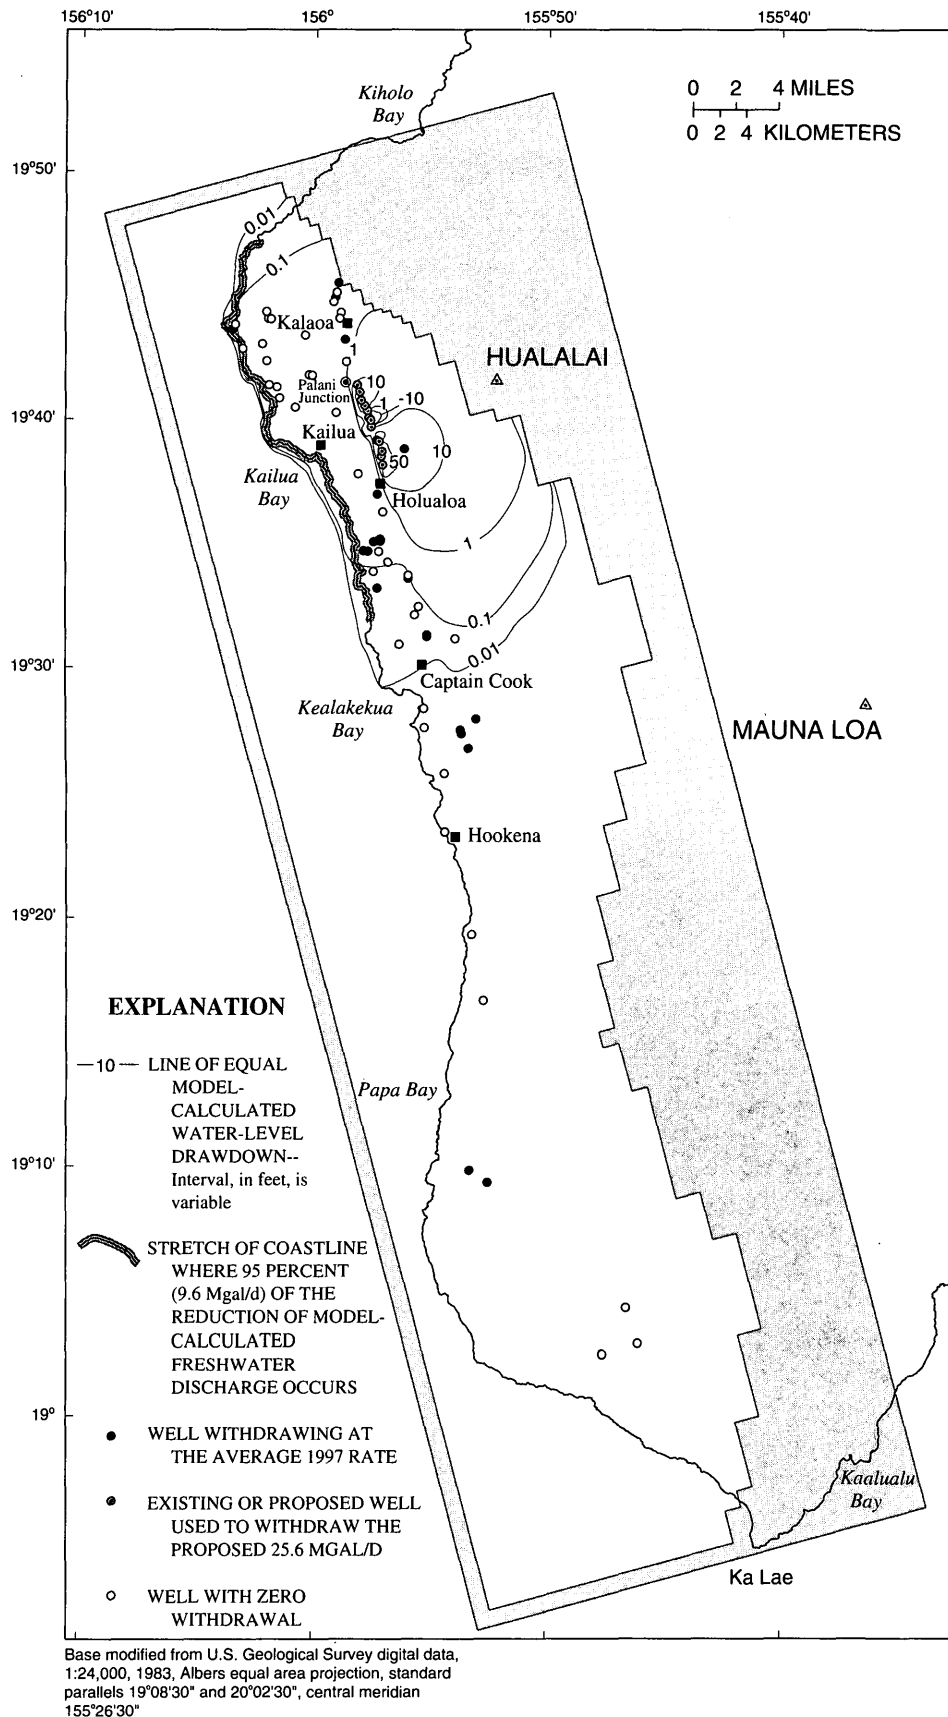 156°10'
156°
155°50'
155°40'
Kiholo
Bay
0 2 4 MILES
0 2 4 KILOMETERS
19°50'
0.01
0.1
Kalaoa
1
HUALALAI
Palani
Junction
10
1
-10
19°40'
Kailua
10
50
Kailua
Bay
Holualoa
1
0.1
0.01
19°30'
Captain Cook
Kealakekua
Bay
MAUNA LOA
Hookena
19°20'
EXPLANATION
—10— LINE OF EQUAL
MODEL-
CALCULATED
WATER-LEVEL
DRAWDOWN--
Interval, in feet, is
variable
Papa Bay
19°10'
STRETCH OF COASTLINE
WHERE 95 PERCENT
(9.6 Mgal/d) OF THE
REDUCTION OF MODEL-
CALCULATED
FRESHWATER
DISCHARGE OCCURS
19°
WELL WITHDRAWING AT
THE AVERAGE 1997 RATE
EXISTING OR PROPOSED WELL
USED TO WITHDRAW THE
PROPOSED 25.6 MGAL/D
WELL WITH ZERO
WITHDRAWAL
Kaalualu
Bay
Ka Lae
Base modified from U.S. Geological Survey digital data,
1:24,000, 1983, Albers equal area projection, standard
parallels 19°08'30" and 20°02'30", central meridian
155°26'30"